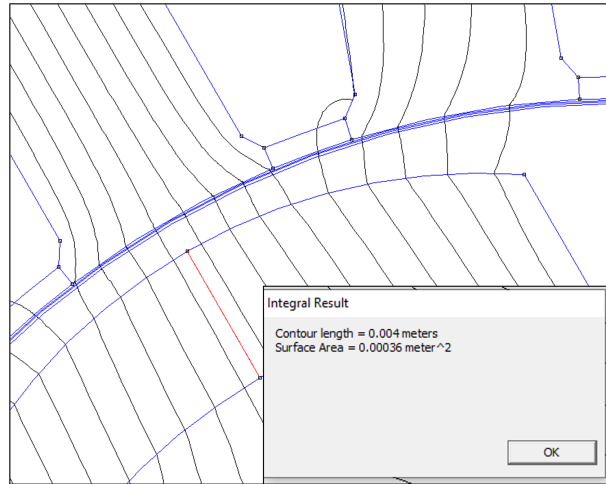 Integral Result
Contour length = 0.004 meters
Surface Area = 0.00036 meter^2
OK